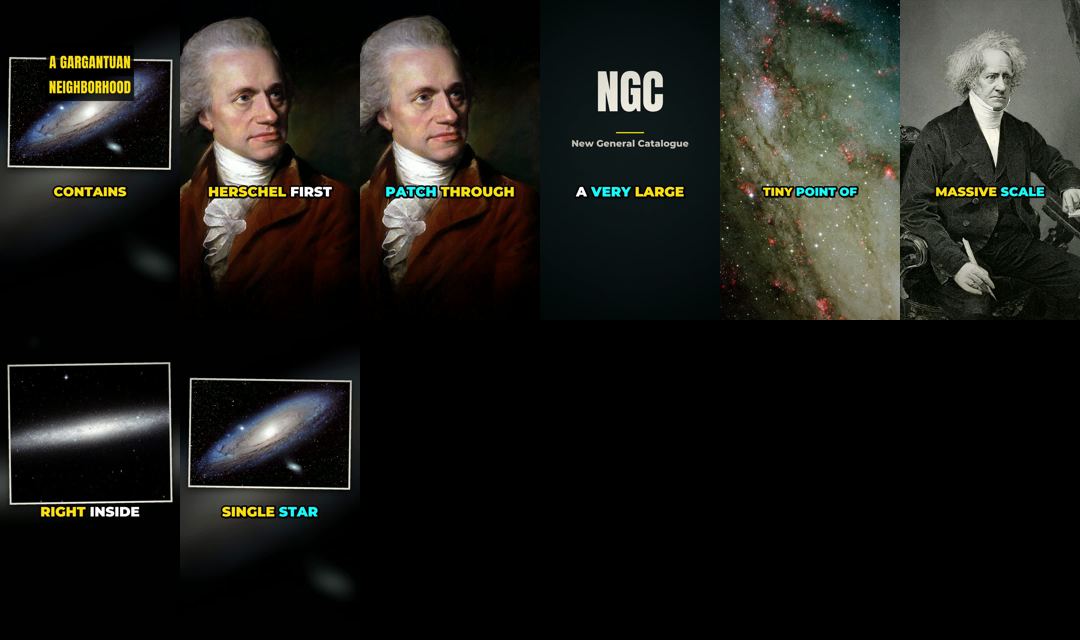 A GARGANTUAN
NEIGHBORHOOD
CONTAINS
HERSCHEL FIRST
PATCH THROUGH
NGC
New General Catalogue
A VERY LARGE
TINY POINT OF
MASSIVE SCALE
RIGHT INSIDE
SINGLE STAR